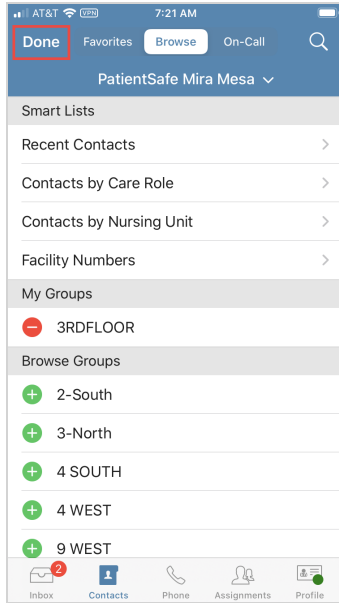 AT&T VPN 7:21 AM
Done Favorites Browse On-Call
PatientSafe Mira Mesa
Smart Lists
Recent Contacts
Contacts by Care Role
Contacts by Nursing Unit
Facility Numbers
My Groups
3RDFLOOR
Browse Groups
2-South
3-North
4 SOUTH
4 WEST
9 WEST
2
Inbox Contacts Phone Assignments Profile